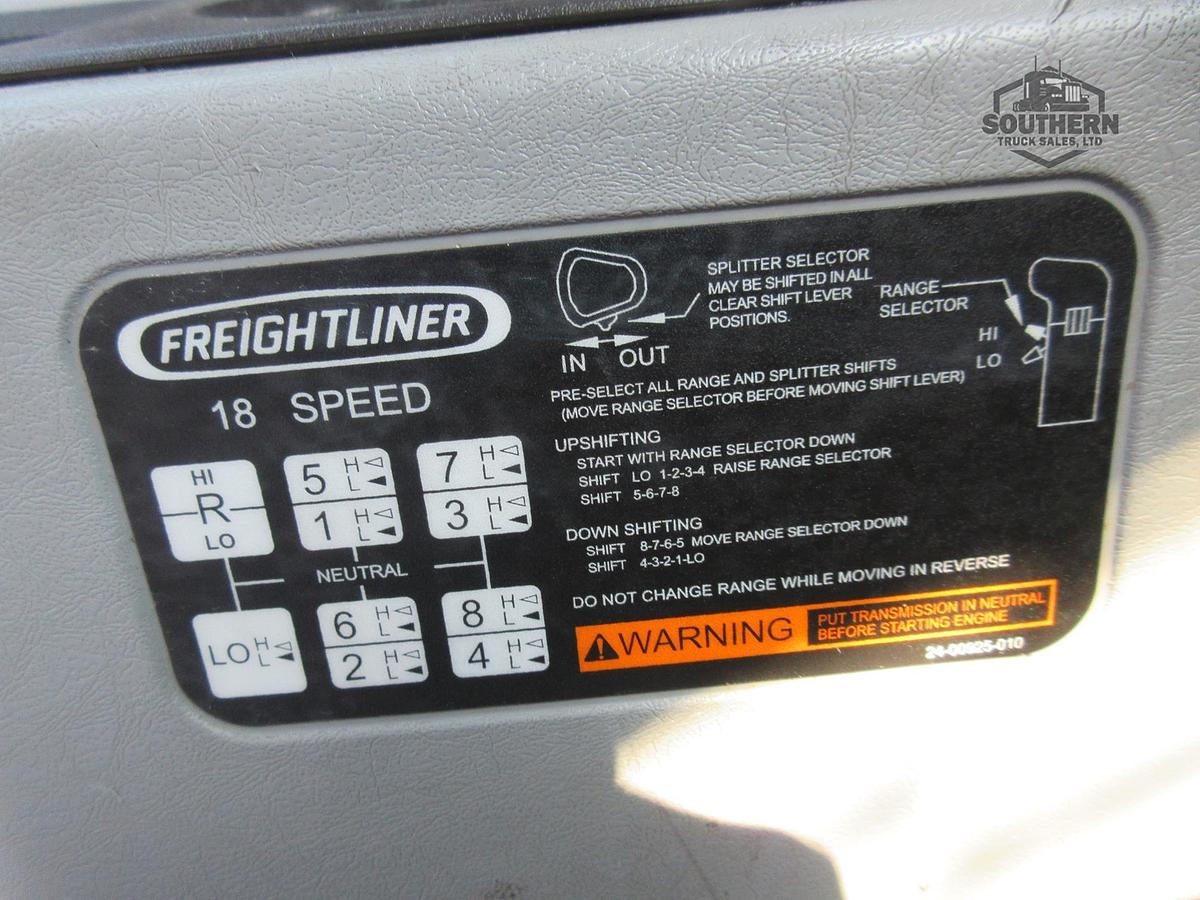 SOUTHERN
TRUCK SALES, LTD
FREIGHTLINER
18 SPEED
HI
R
LO
5 H L
1 H L
7 H L
3 H L
NEUTRAL
LO H L
6 H L
2 H L
8 H L
4 H L
IN OUT
SPLITTER SELECTOR
MAY BE SHIFTED IN ALL
CLEAR SHIFT LEVER
POSITIONS.
RANGE
SELECTOR
HI
LO
PRE-SELECT ALL RANGE AND SPLITTER SHIFTS
(MOVE RANGE SELECTOR BEFORE MOVING SHIFT LEVER)
UPSHIFTING
START WITH RANGE SELECTOR DOWN
SHIFT LO 1-2-3-4 RAISE RANGE SELECTOR
SHIFT 5-6-7-8
DOWN SHIFTING
SHIFT 8-7-6-5 MOVE RANGE SELECTOR DOWN
SHIFT 4-3-2-1-LO
DO NOT CHANGE RANGE WHILE MOVING IN REVERSE
WARNING
PUT TRANSMISSION IN NEUTRAL
BEFORE STARTING ENGINE
24-00925-010